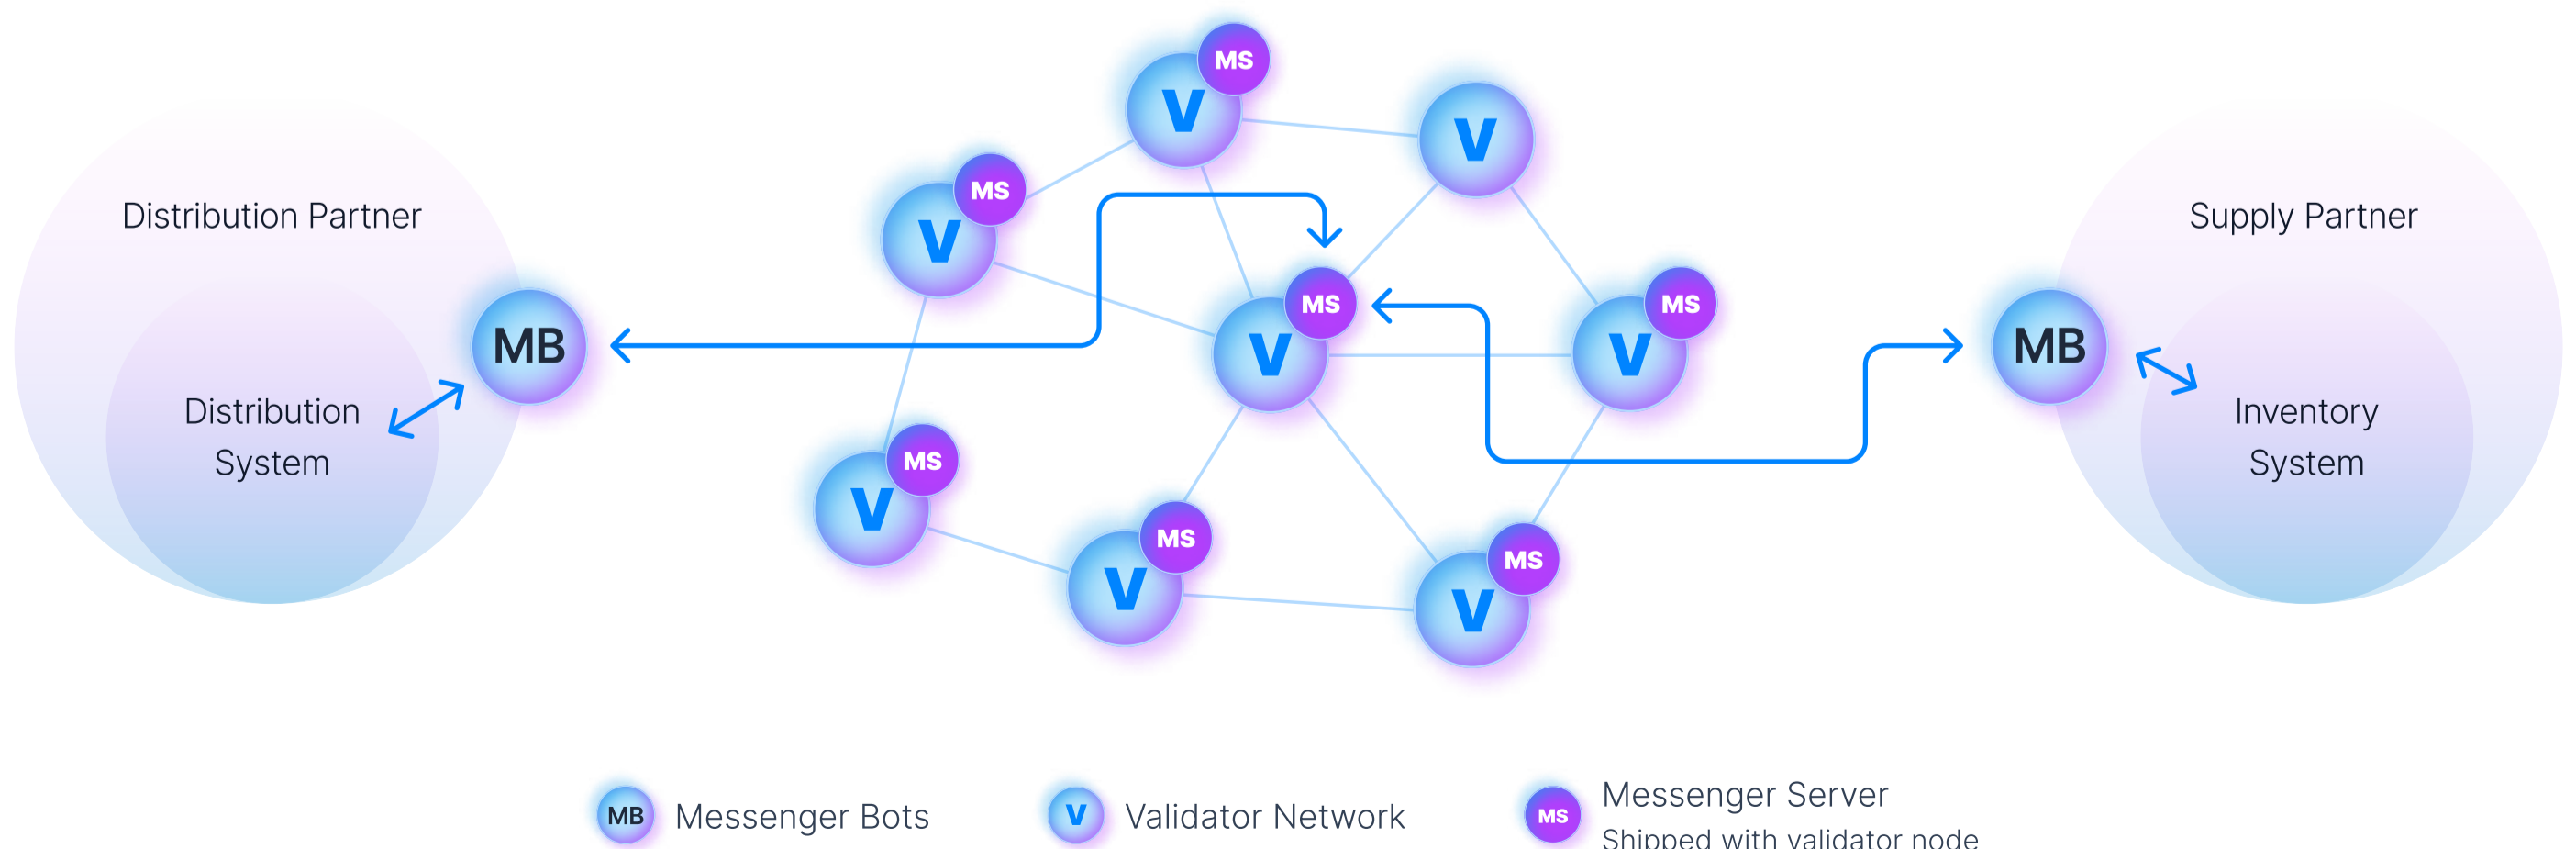 MS
V
V
MS
V
Distribution Partner
Supply Partner
MS
MS
MB
V
V
MB
Distribution
System
Inventory
System
MS
V
MS
V
MS
V
MB Messenger Bots
V Validator Network
MS Messenger Server
Shipped with validator node